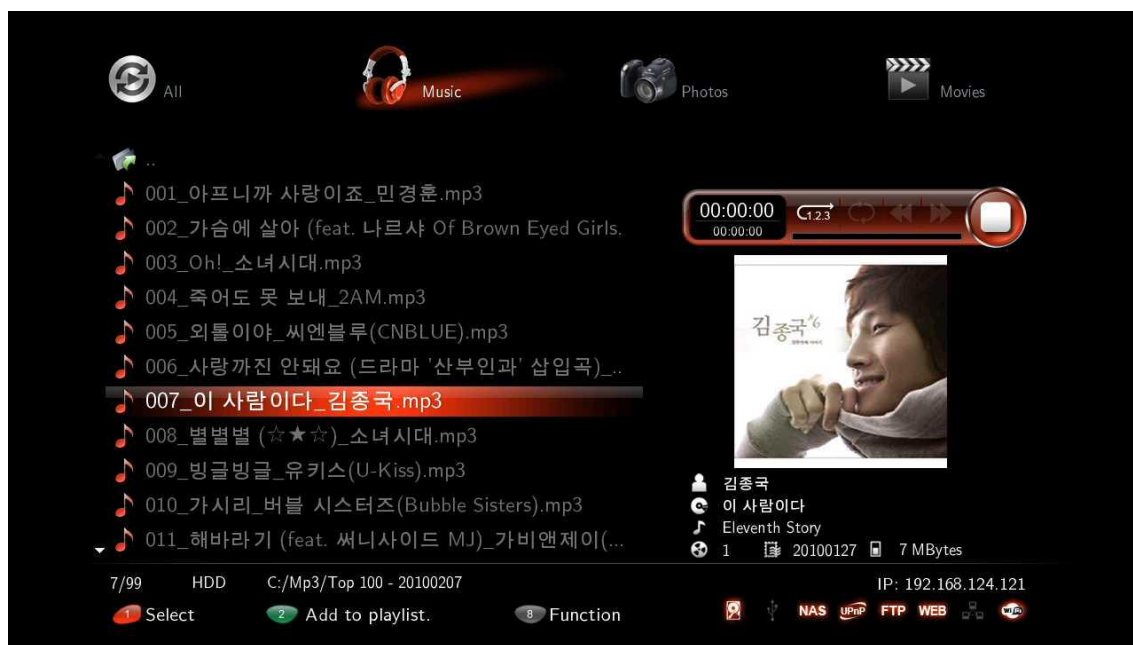 All
Music
Photos
Movies
..
001_아프니까 사랑이죠_민경훈.mp3
002_가슴에 살아 (feat. 나르샤 Of Brown Eyed Girls.
003_Oh!_소녀시대.mp3
004_죽어도 못 보내_2AM.mp3
005_외톨이야_씨엔블루(CNBLUE).mp3
006_사랑까진 안돼요 (드라마 '산부인과' 삽입곡)_..
007_이 사람이다_김종국.mp3
008_별별별 (☆★☆)_소녀시대.mp3
009_빙글빙글_유키스(U-Kiss).mp3
010_가시리_버블 시스터즈(Bubble Sisters).mp3
011_해바라기 (feat. 써니사이드 MJ)_가비앤제이(...
00:00:00
00:00:00
1.2.3
김종국 #6
김종국
이 사람이다
Eleventh Story
1 20100127 7 MBytes
7/99 HDD C:/Mp3/Top 100 - 20100207 IP: 192.168.124.121
1 Select 2 Add to playlist. 8 Function NAS UPnP FTP WEB WiFi